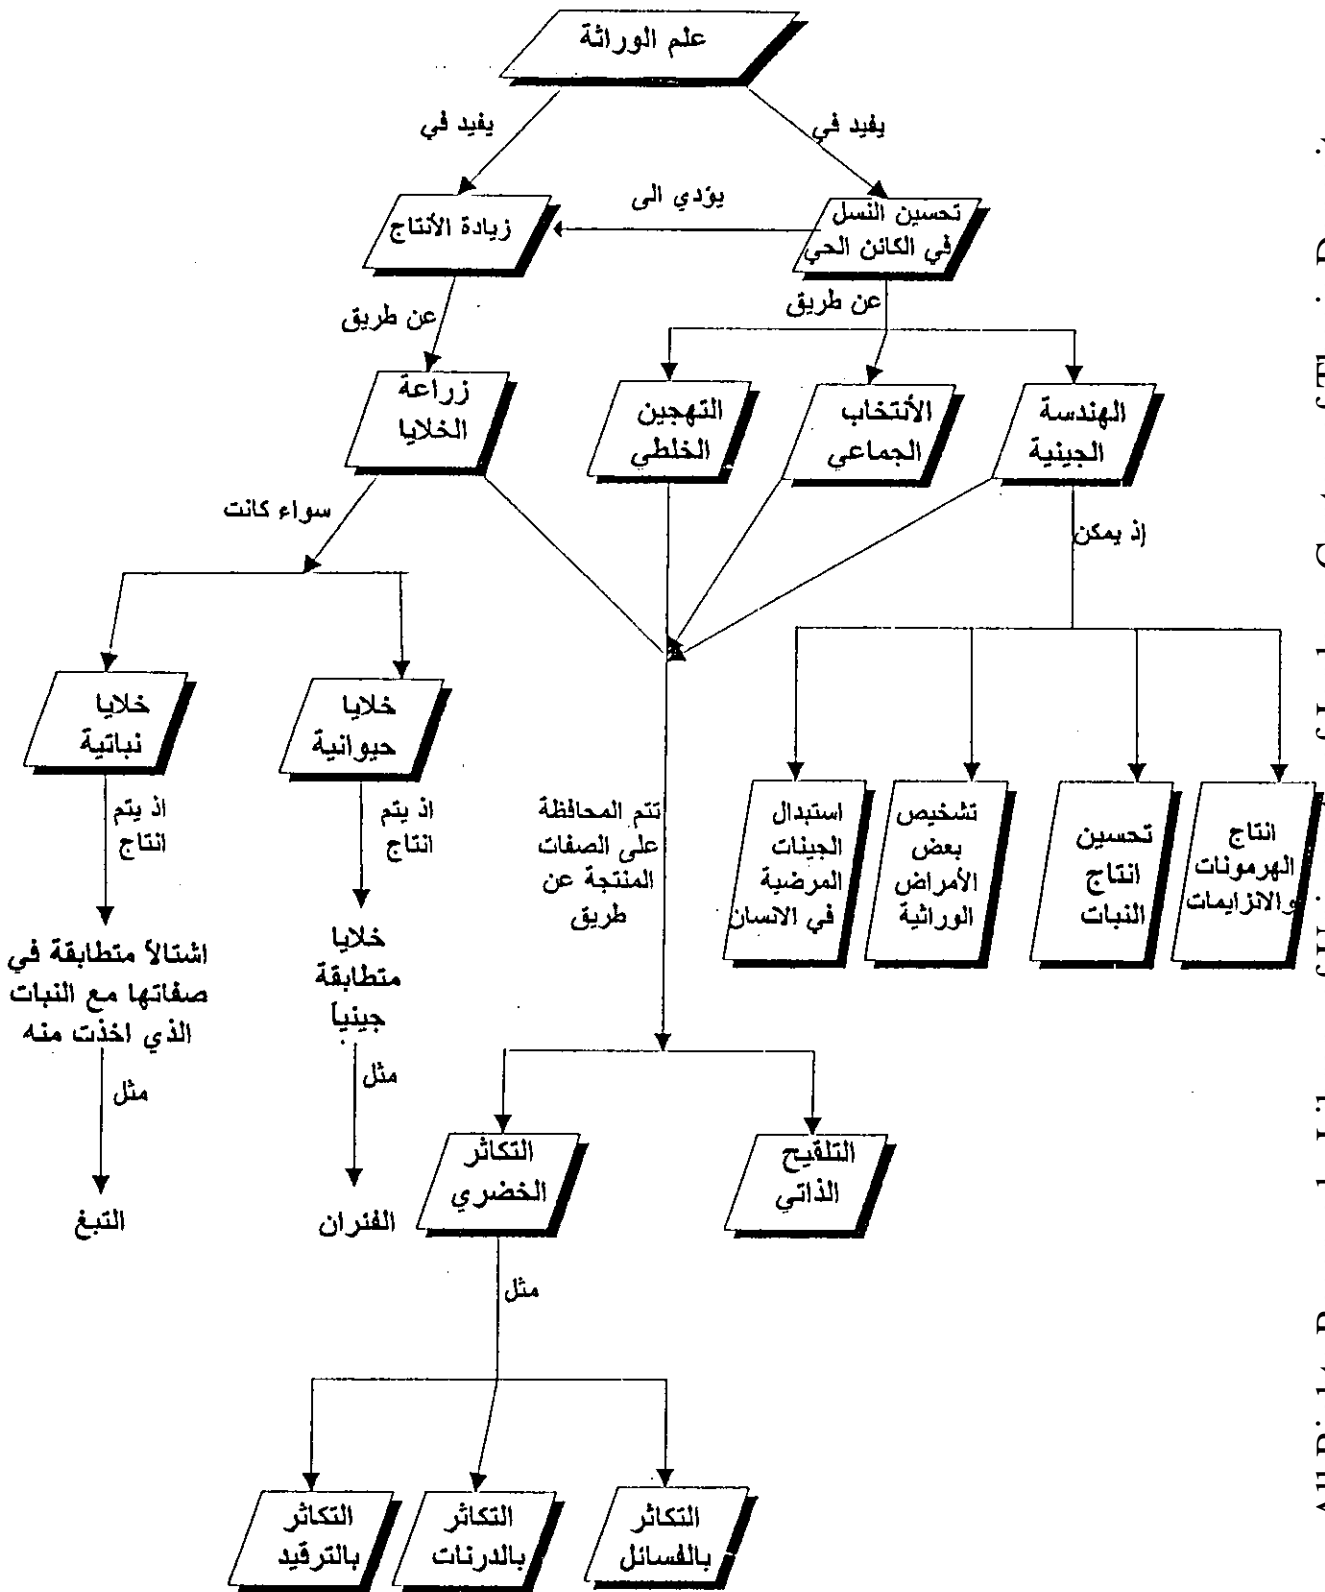 علم الوراثة
يفيد في
يفيد في
تحسين النسل
في الكائن الحي
يؤدي الى
زيادة الأنتاج
عن طريق
عن طريق
الهندسة
الجينية
الأنتخاب
الجماعي
التهجين
الخلطي
زراعة
الخلايا
إذ يمكن
سواء كانت
انتاج
الهرمونات
والانزايمات
تحسين
انتاج
النبات
تشخيص
بعض
الأمراض
الوراثية
استبدال
الجينات
المرضية
في الانسان
تتم المحافظة
على الصفات
المنتجة عن
طريق
خلايا
حيوانية
خلايا
نباتية
اذ يتم
انتاج
اذ يتم
انتاج
خلايا
متطابقة
جينياً
اشتالاً متطابقة في
صفاتها مع النبات
الذي اخذت منه
مثل
مثل
الفئران
التبغ
التلقيح
الذاتي
التكاثر
الخضري
مثل
التكاثر
بالفسائل
التكاثر
بالدرنات
التكاثر
بالترقيد